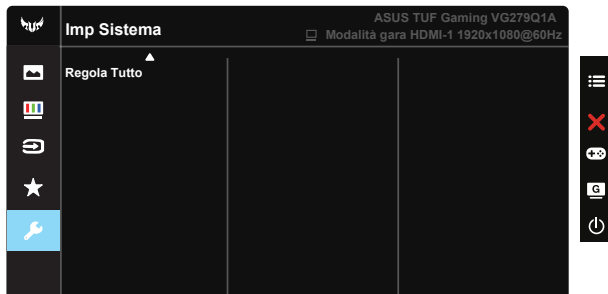 Imp Sistema
ASUS TUF Gaming VG279Q1A
Modalità gara HDMI-1 1920x1080@60Hz
Regola Tutto
G